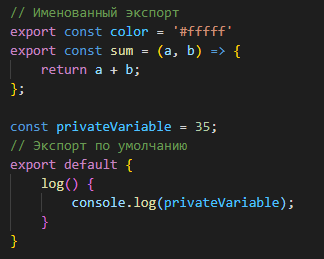 // Именованный экспорт
export const color = '#fffff'
export const sum = (a, b) => {
    return a + b;
};

const privateVariable = 35;
// Экспорт по умолчанию
export default {
    log() {
        console.log(privateVariable);
    }
}